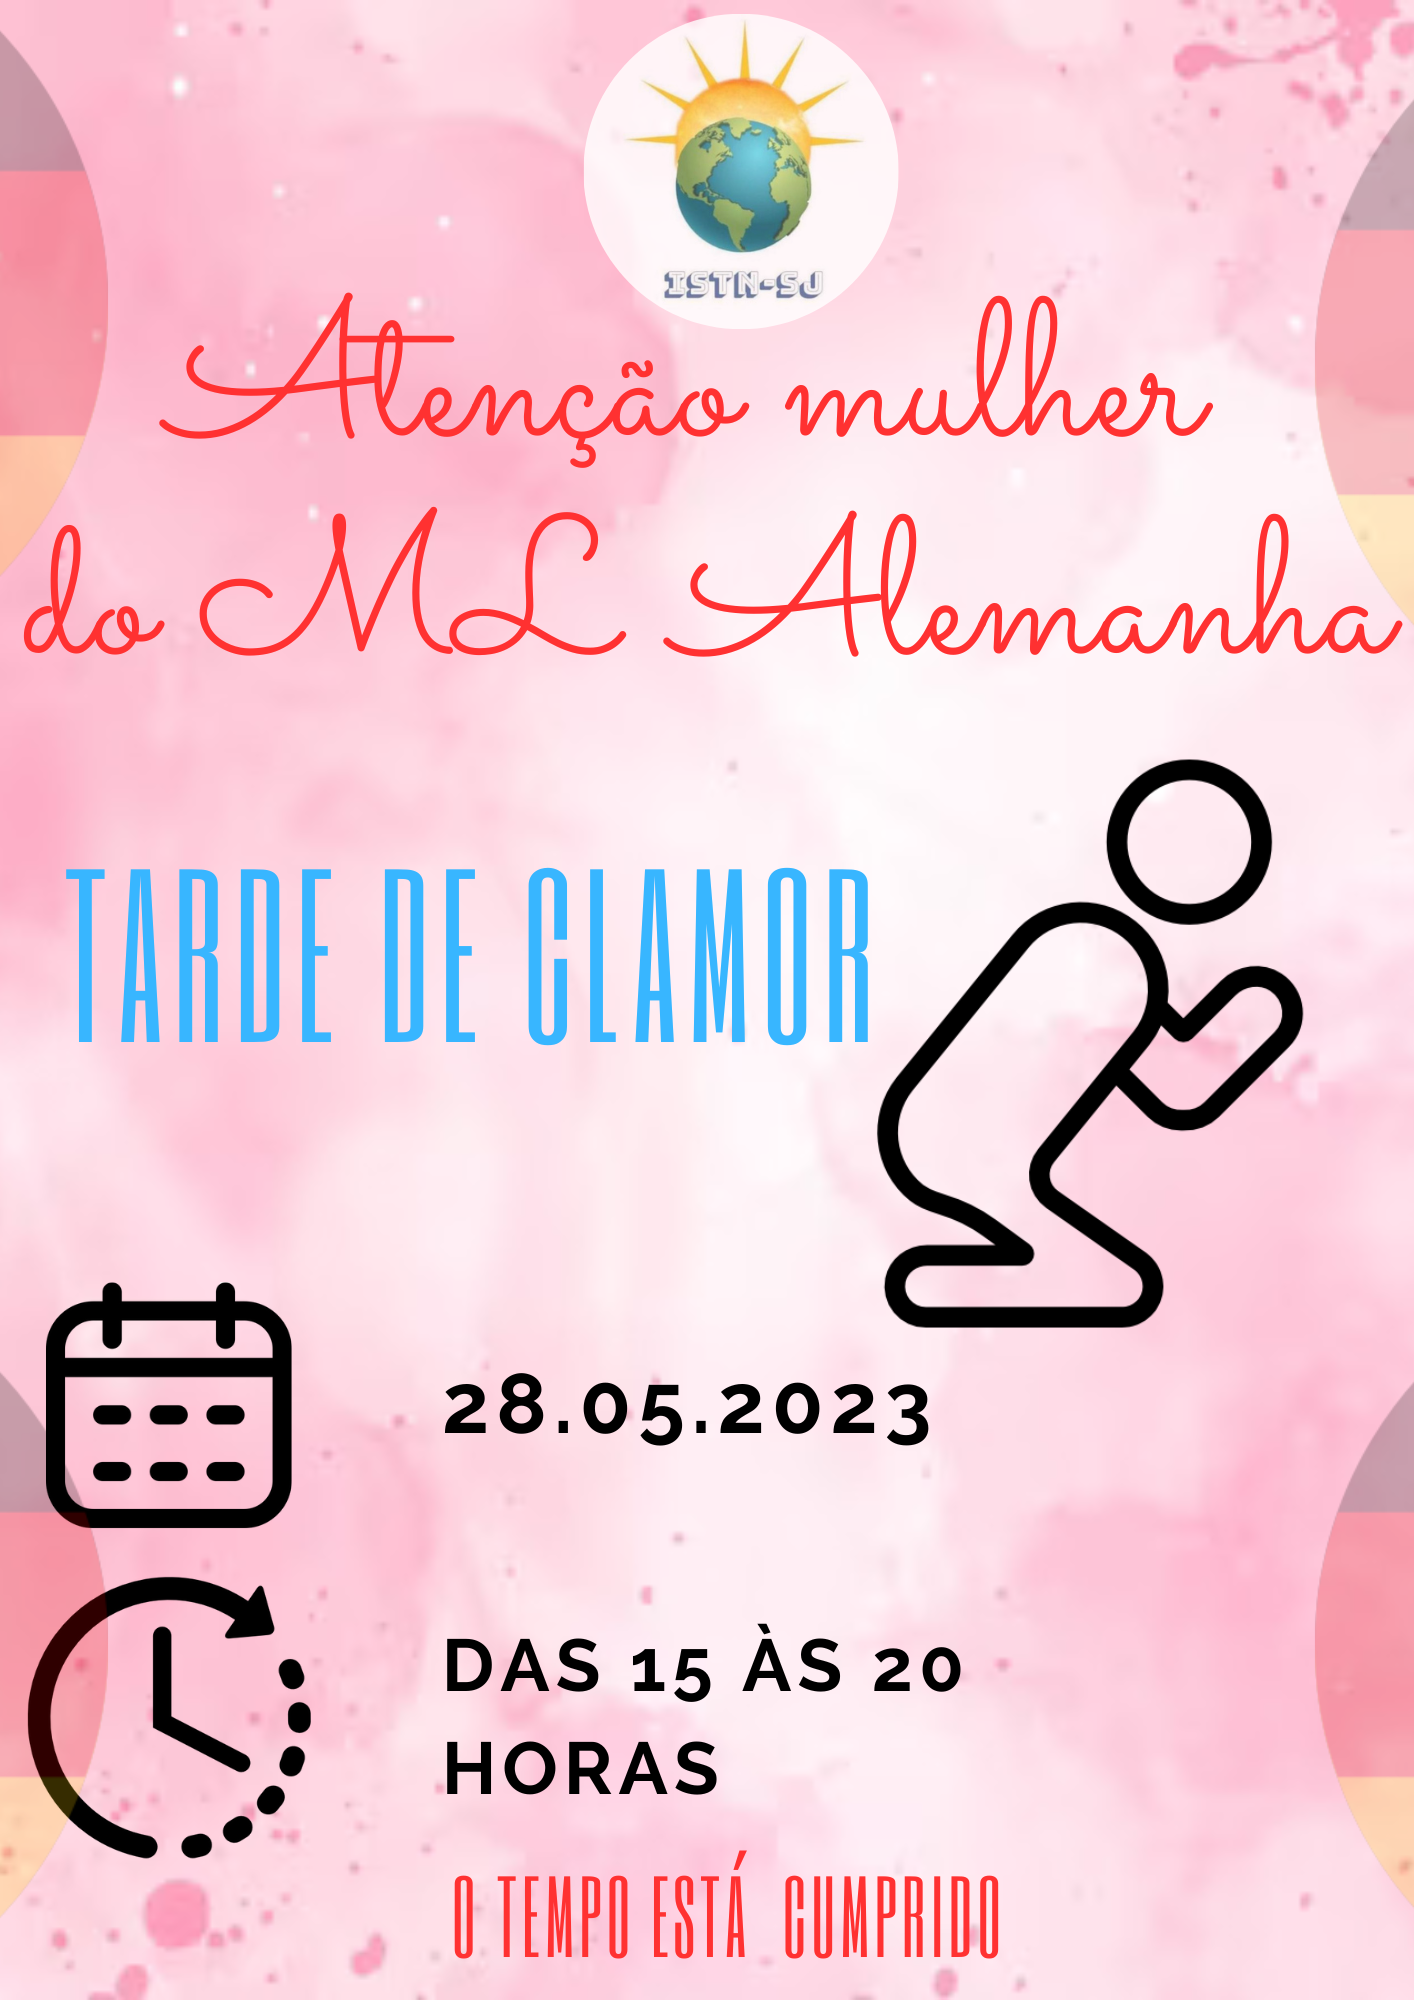 ISTN-SJ
Atenção mulher
do ML Alemanha
TARDE DE CLAMOR
28.05.2023
DAS 15 ÀS 20
HORAS
O TEMPO ESTÁ CUMPRIDO